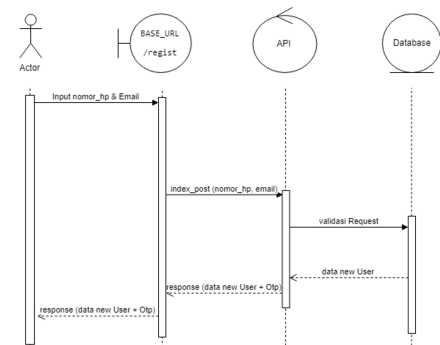 BASE_URL
/regist
API
Database
Actor
Input nomor_hp & Email
index_post (nomor_hp, email)
validasi Request
data new User
response (data new User + Otp)
response (data new User + Otp)